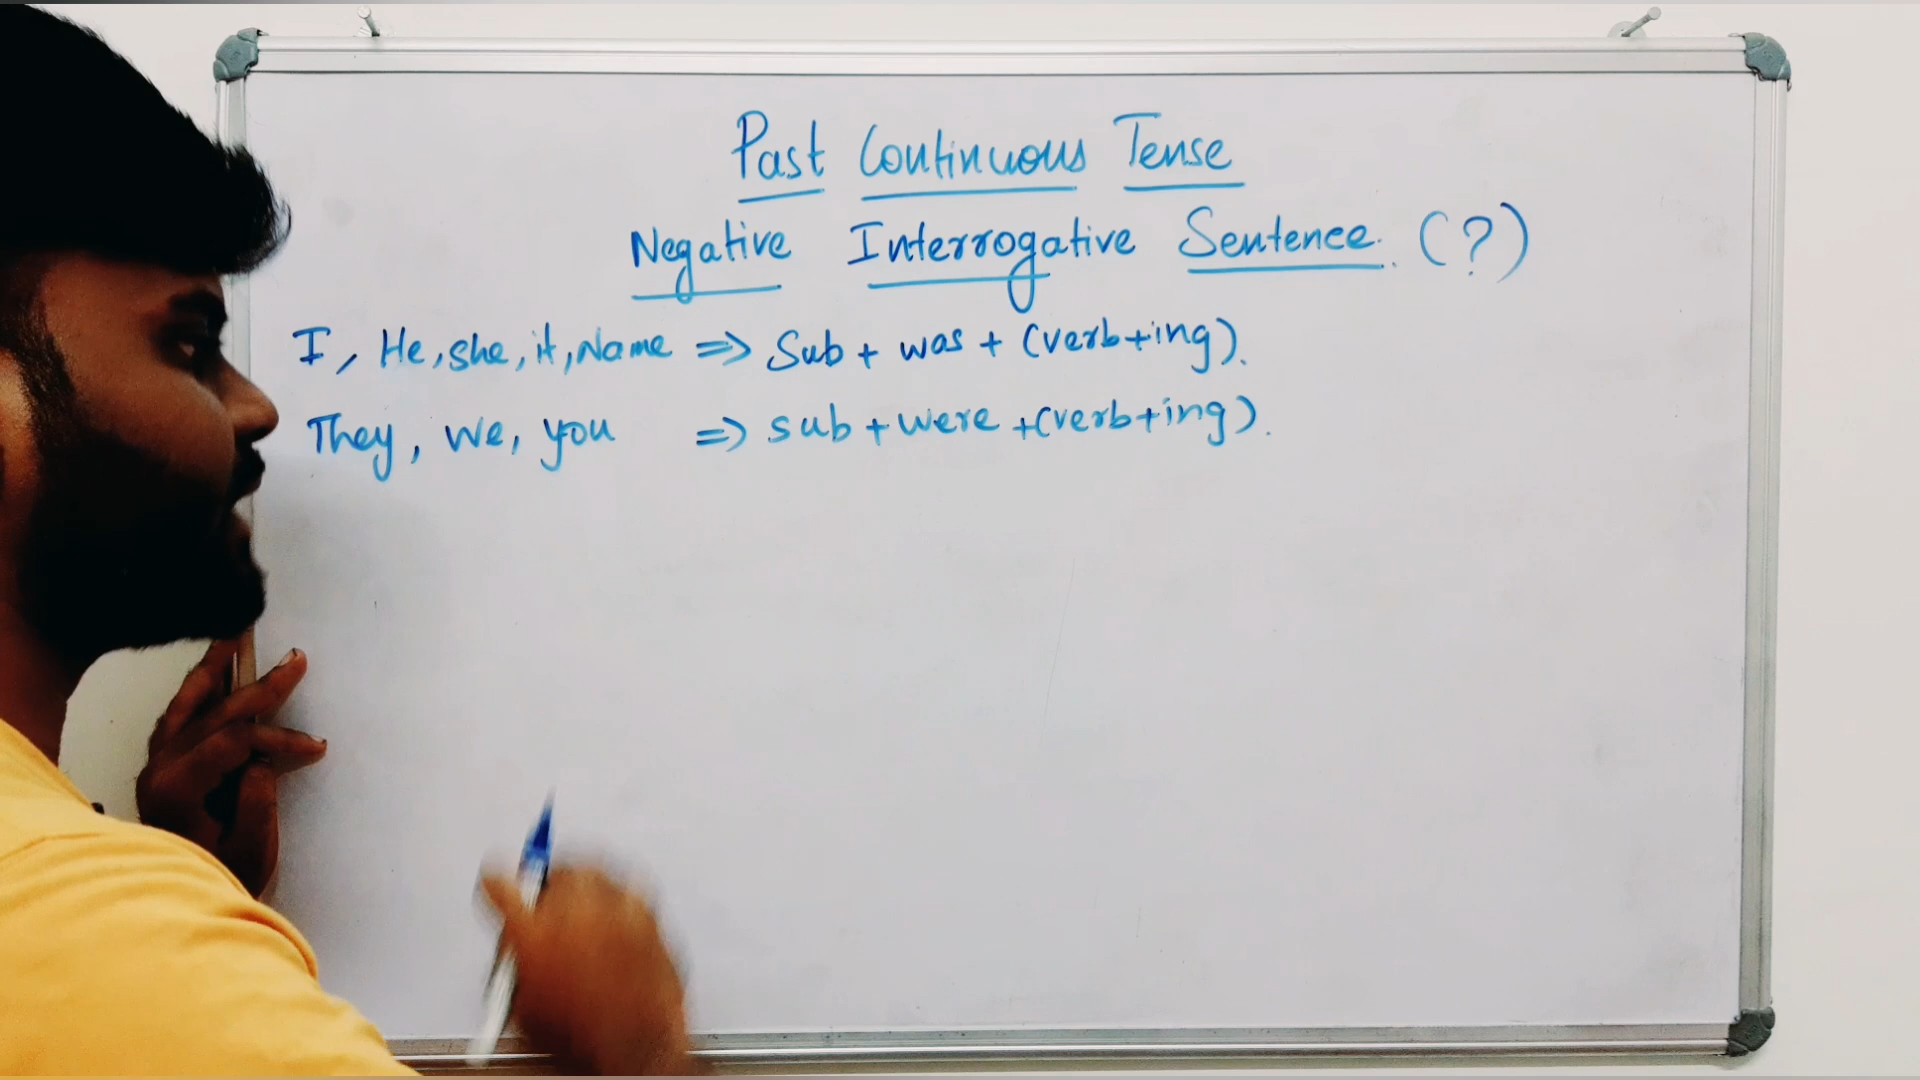 Past Continuous Tense
Negative Interrogative Sentence. (?)
I, He, she, it, Name => Sub + was + (verb+ing).
They, we, you => sub + were + (verb+ing).